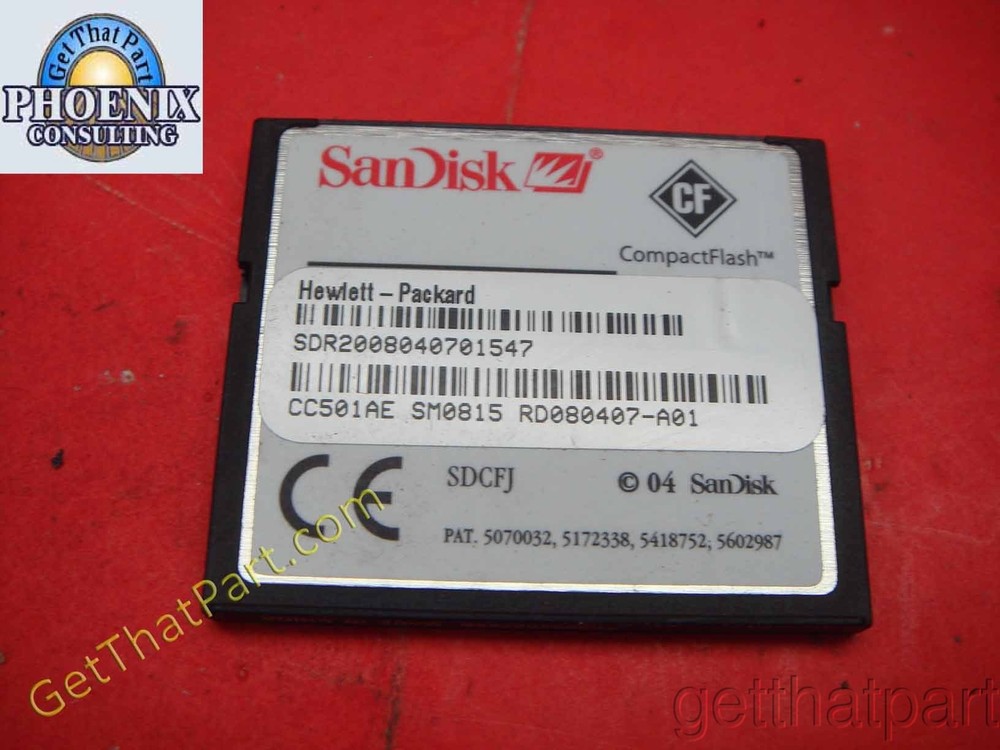 Get That Part
PHOENIX
CONSULTING
SanDisk ®
CF
CompactFlash™
Hewlett - Packard
SDR2008040701547
CC501AE SM0815 RD080407-A01
CE
SDCFJ
© 04 SanDisk
PAT. 5070032, 5172338, 5418752, 5602987
GetThatPart.com
getthatpart